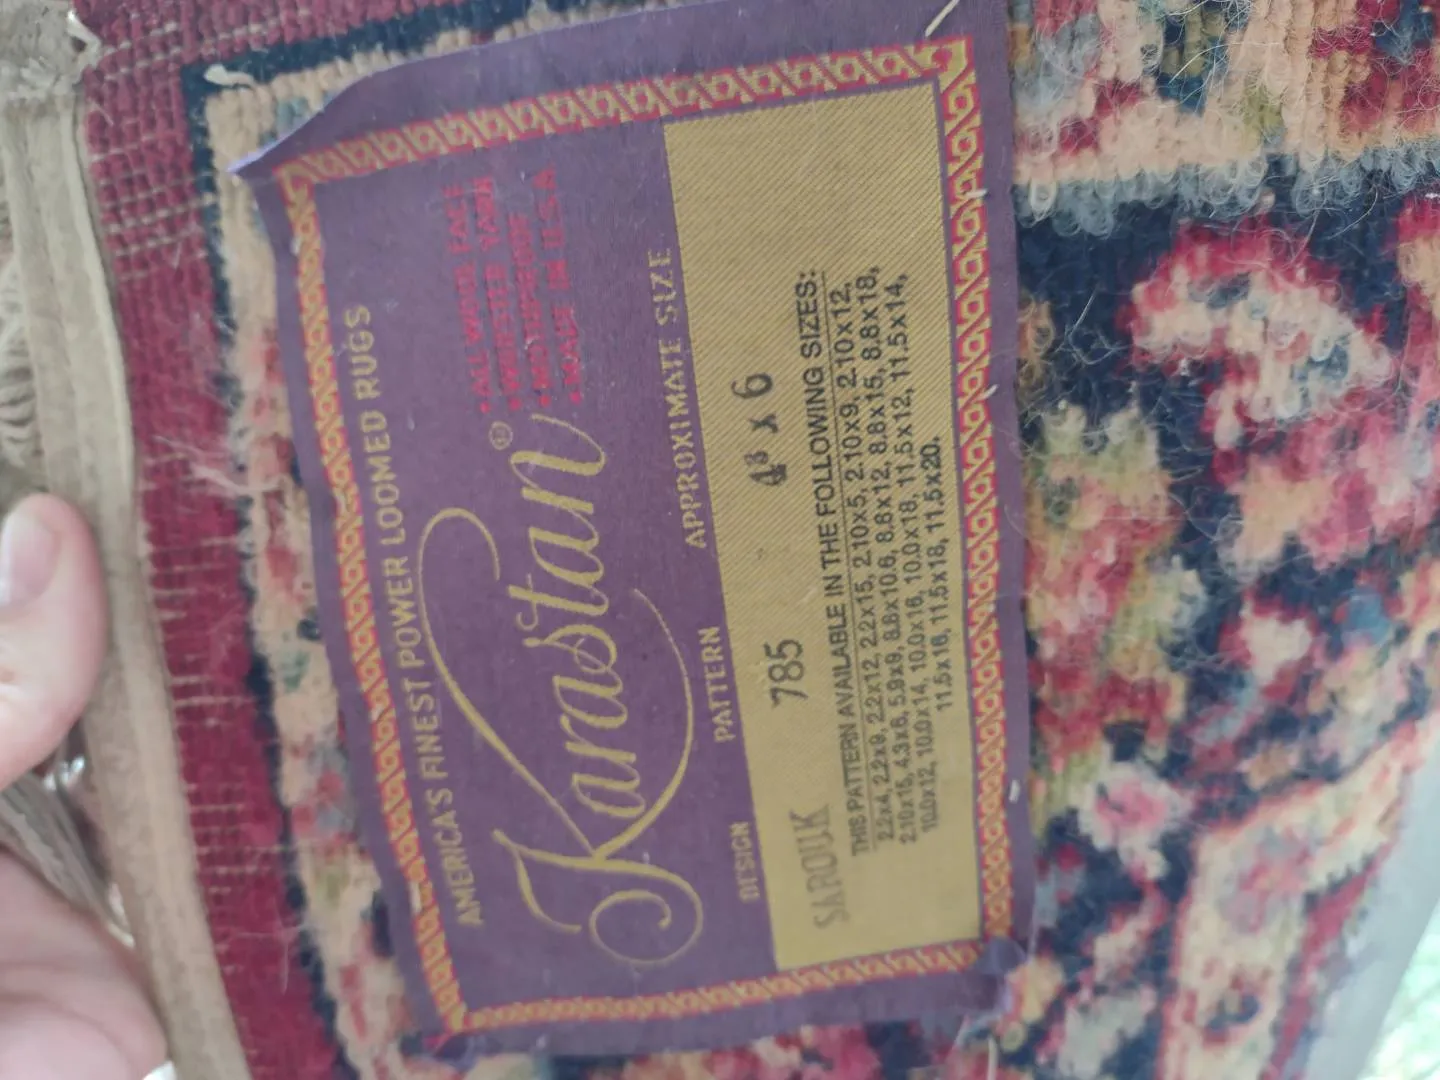 AMERICA'S FINEST POWER LOOMED RUGS
Karastan®
• ALL WOOL FACE
• WORSTED YARN
• MOTHPROOF
• MADE IN U.S.A.
DESIGN PATTERN APPROXIMATE SIZE
SAROUK 785 4³ x 6
THIS PATTERN AVAILABLE IN THE FOLLOWING SIZES:
2.2x4, 2.2x9, 2.2x12, 2.2x15, 2.10x5, 2.10x9, 2.10x12,
2.10x15, 4.3x6, 5.9x9, 8.8x10.6, 8.8x12, 8.8x15, 8.8x18,
10.0x12, 10.0x14, 10.0x16, 10.0x18, 11.5x12, 11.5x14,
11.5x16, 11.5x18, 11.5x20.